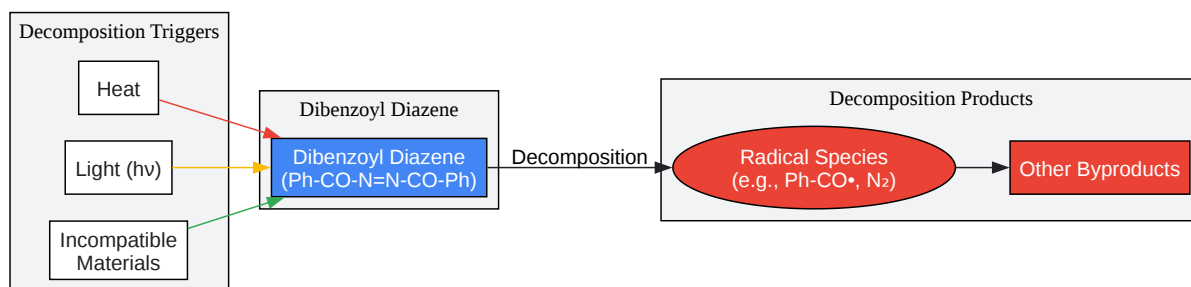 Decomposition Triggers
Heat
Light (hν)
Incompatible
Materials
Dibenzoyl Diazene
Dibenzoyl Diazene
(Ph-CO-N=N-CO-Ph)
Decomposition
Decomposition Products
Radical Species
(e.g., Ph-CO•, N₂)
Other Byproducts